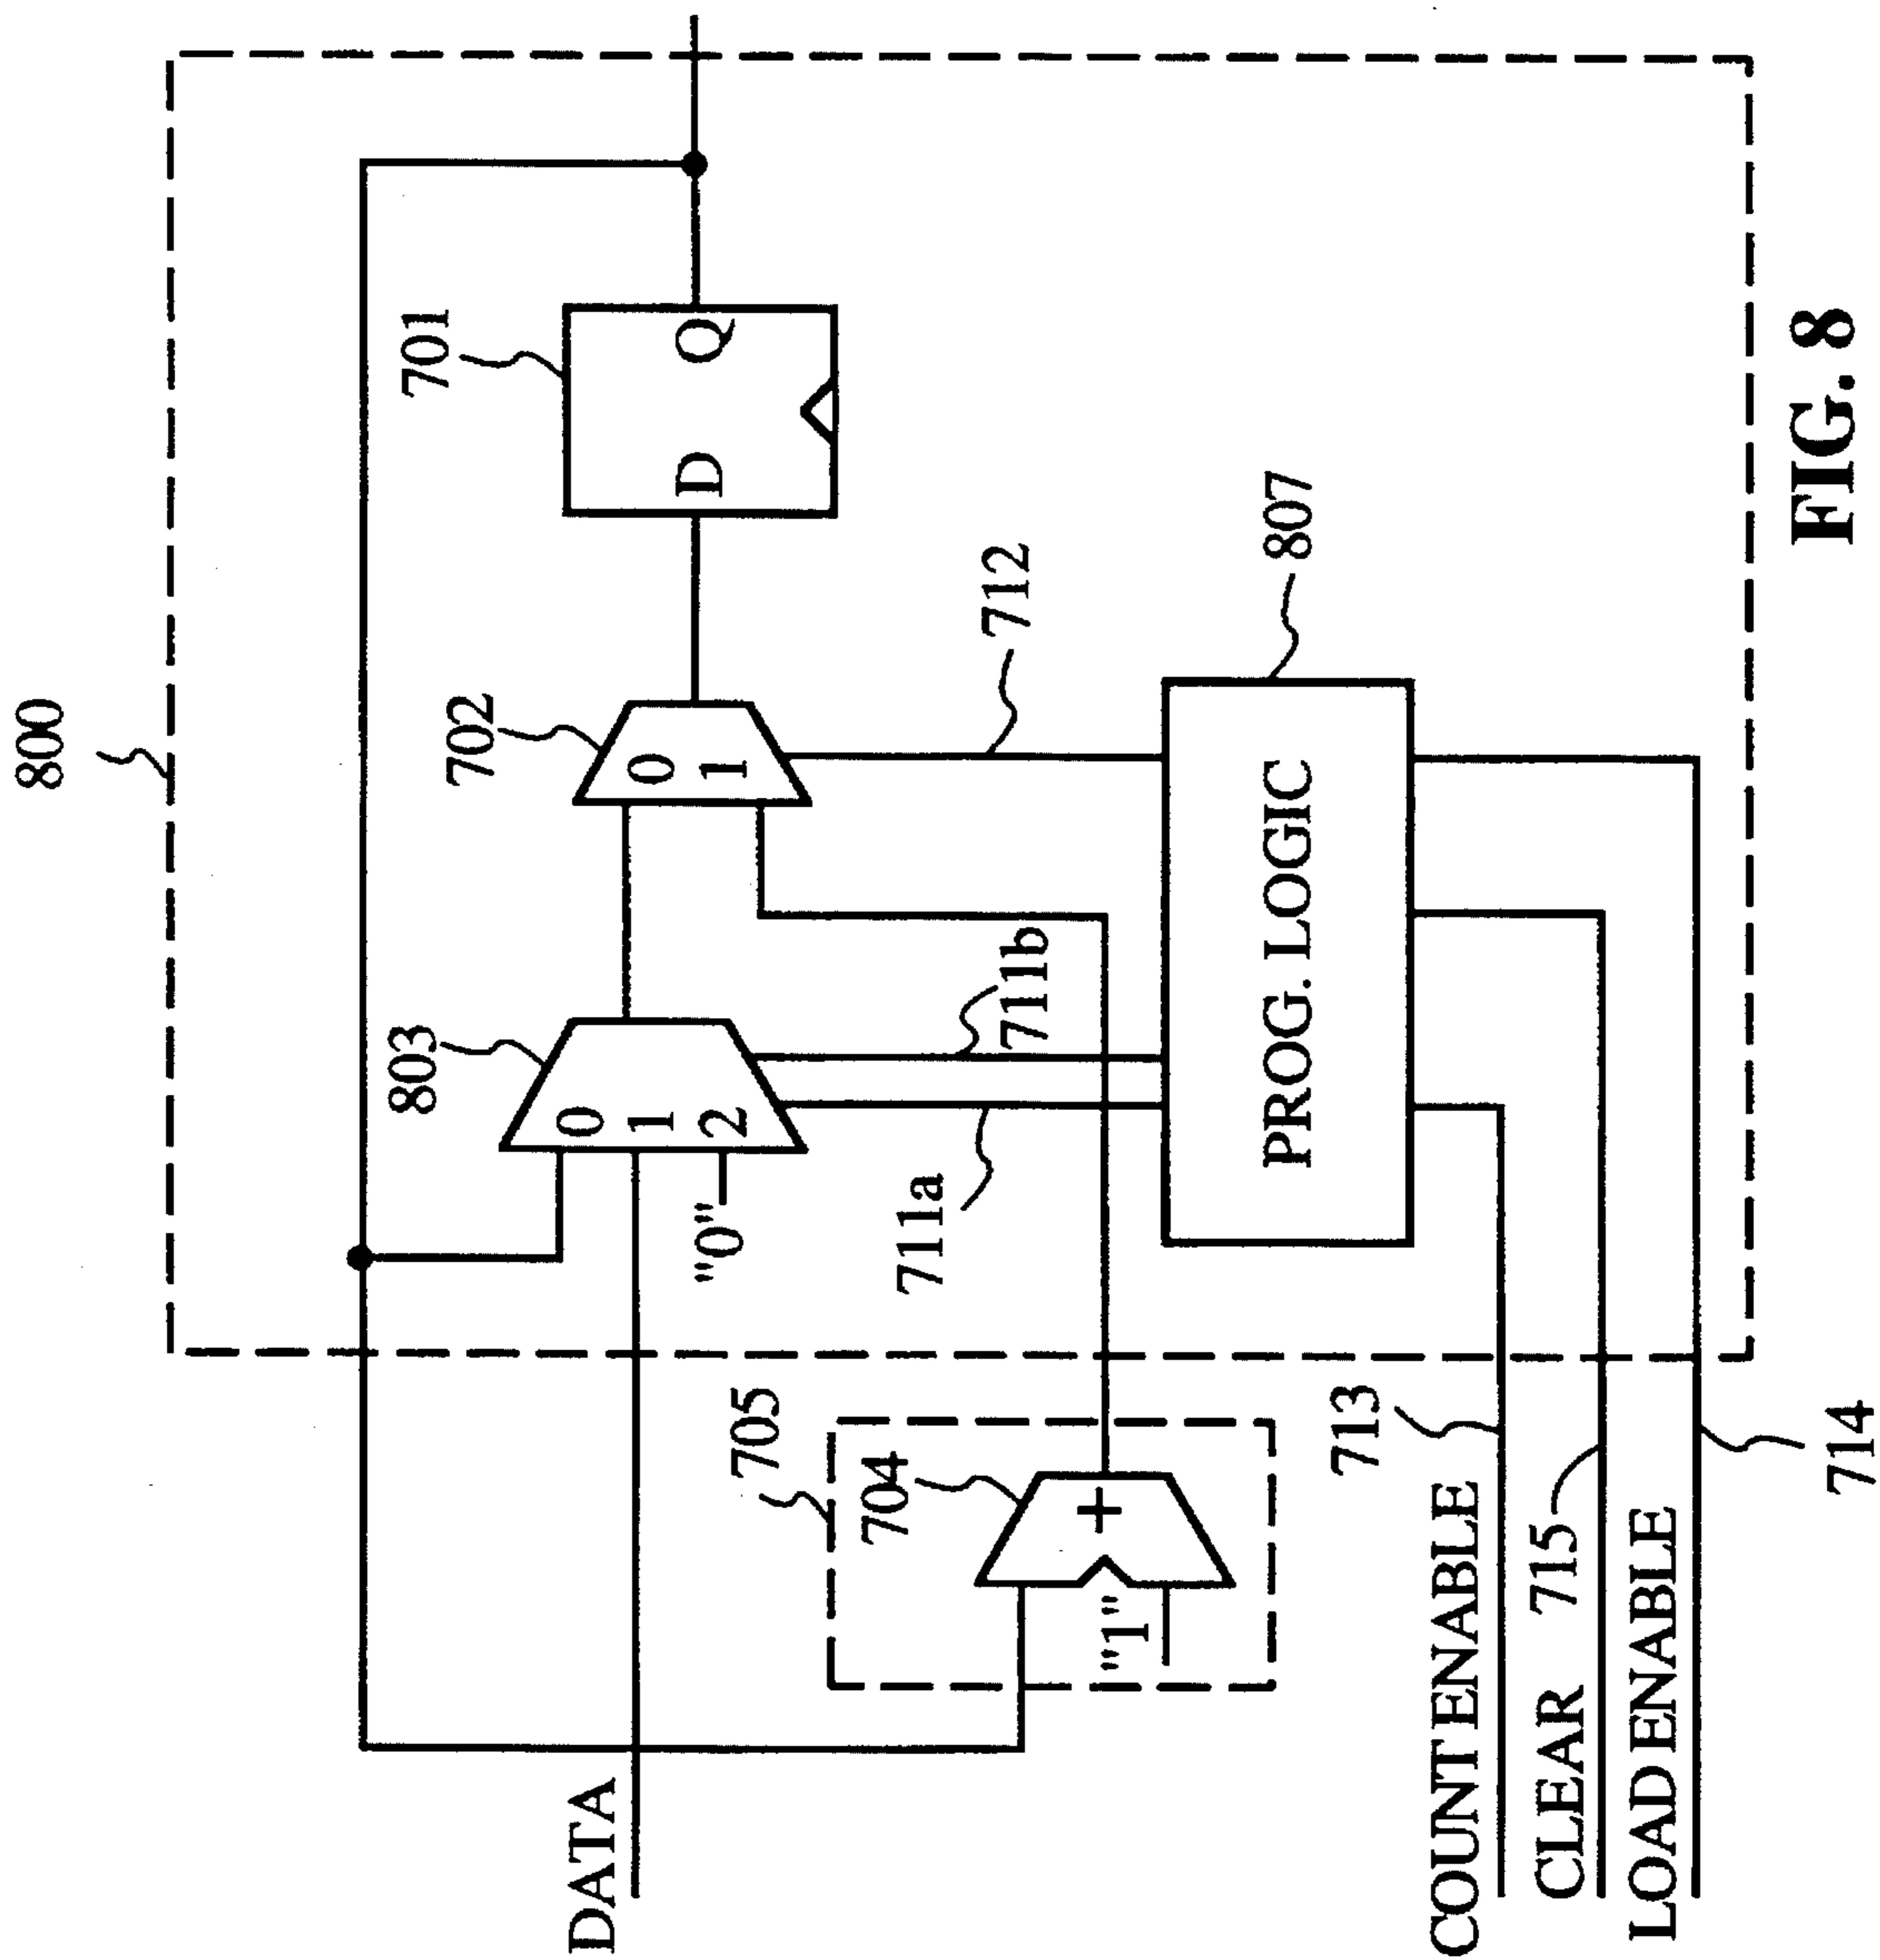 800
803
702
701
0
1
2
"0"
0
1
D
Q
DATA
705
704
+
"1"
711a
711b
712
807
PROG. LOGIC
COUNT ENABLE
713
CLEAR
715
LOAD ENABLE
714
FIG. 8